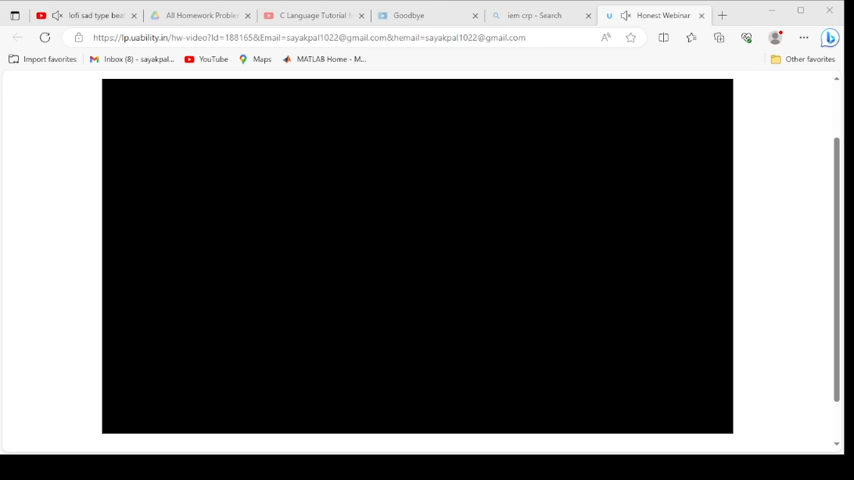 lofi sad type beat
All Homework Problem
C Language Tutorial fo
Goodbye
iem crp - Search
Honest Webinar
https://lp.uability.in/hw-video?Id=188165&Email=sayakpal1022@gmail.com&hemail=sayakpal1022@gmail.com
Import favorites
Inbox (8) - sayakpal...
YouTube
Maps
MATLAB Home - M...
Other favorites